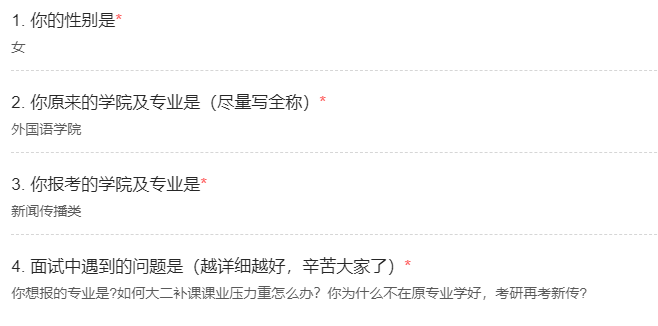 1. 你的性别是*
女
2. 你原来的学院及专业是（尽量写全称）*
外国语学院
3. 你报考的学院及专业是*
新闻传播类
4. 面试中遇到的问题是（越详细越好，辛苦大家了）*
你想报的专业是?如何大二补课课业压力重怎么办？你为什么不在原专业学好，考研再考新传?